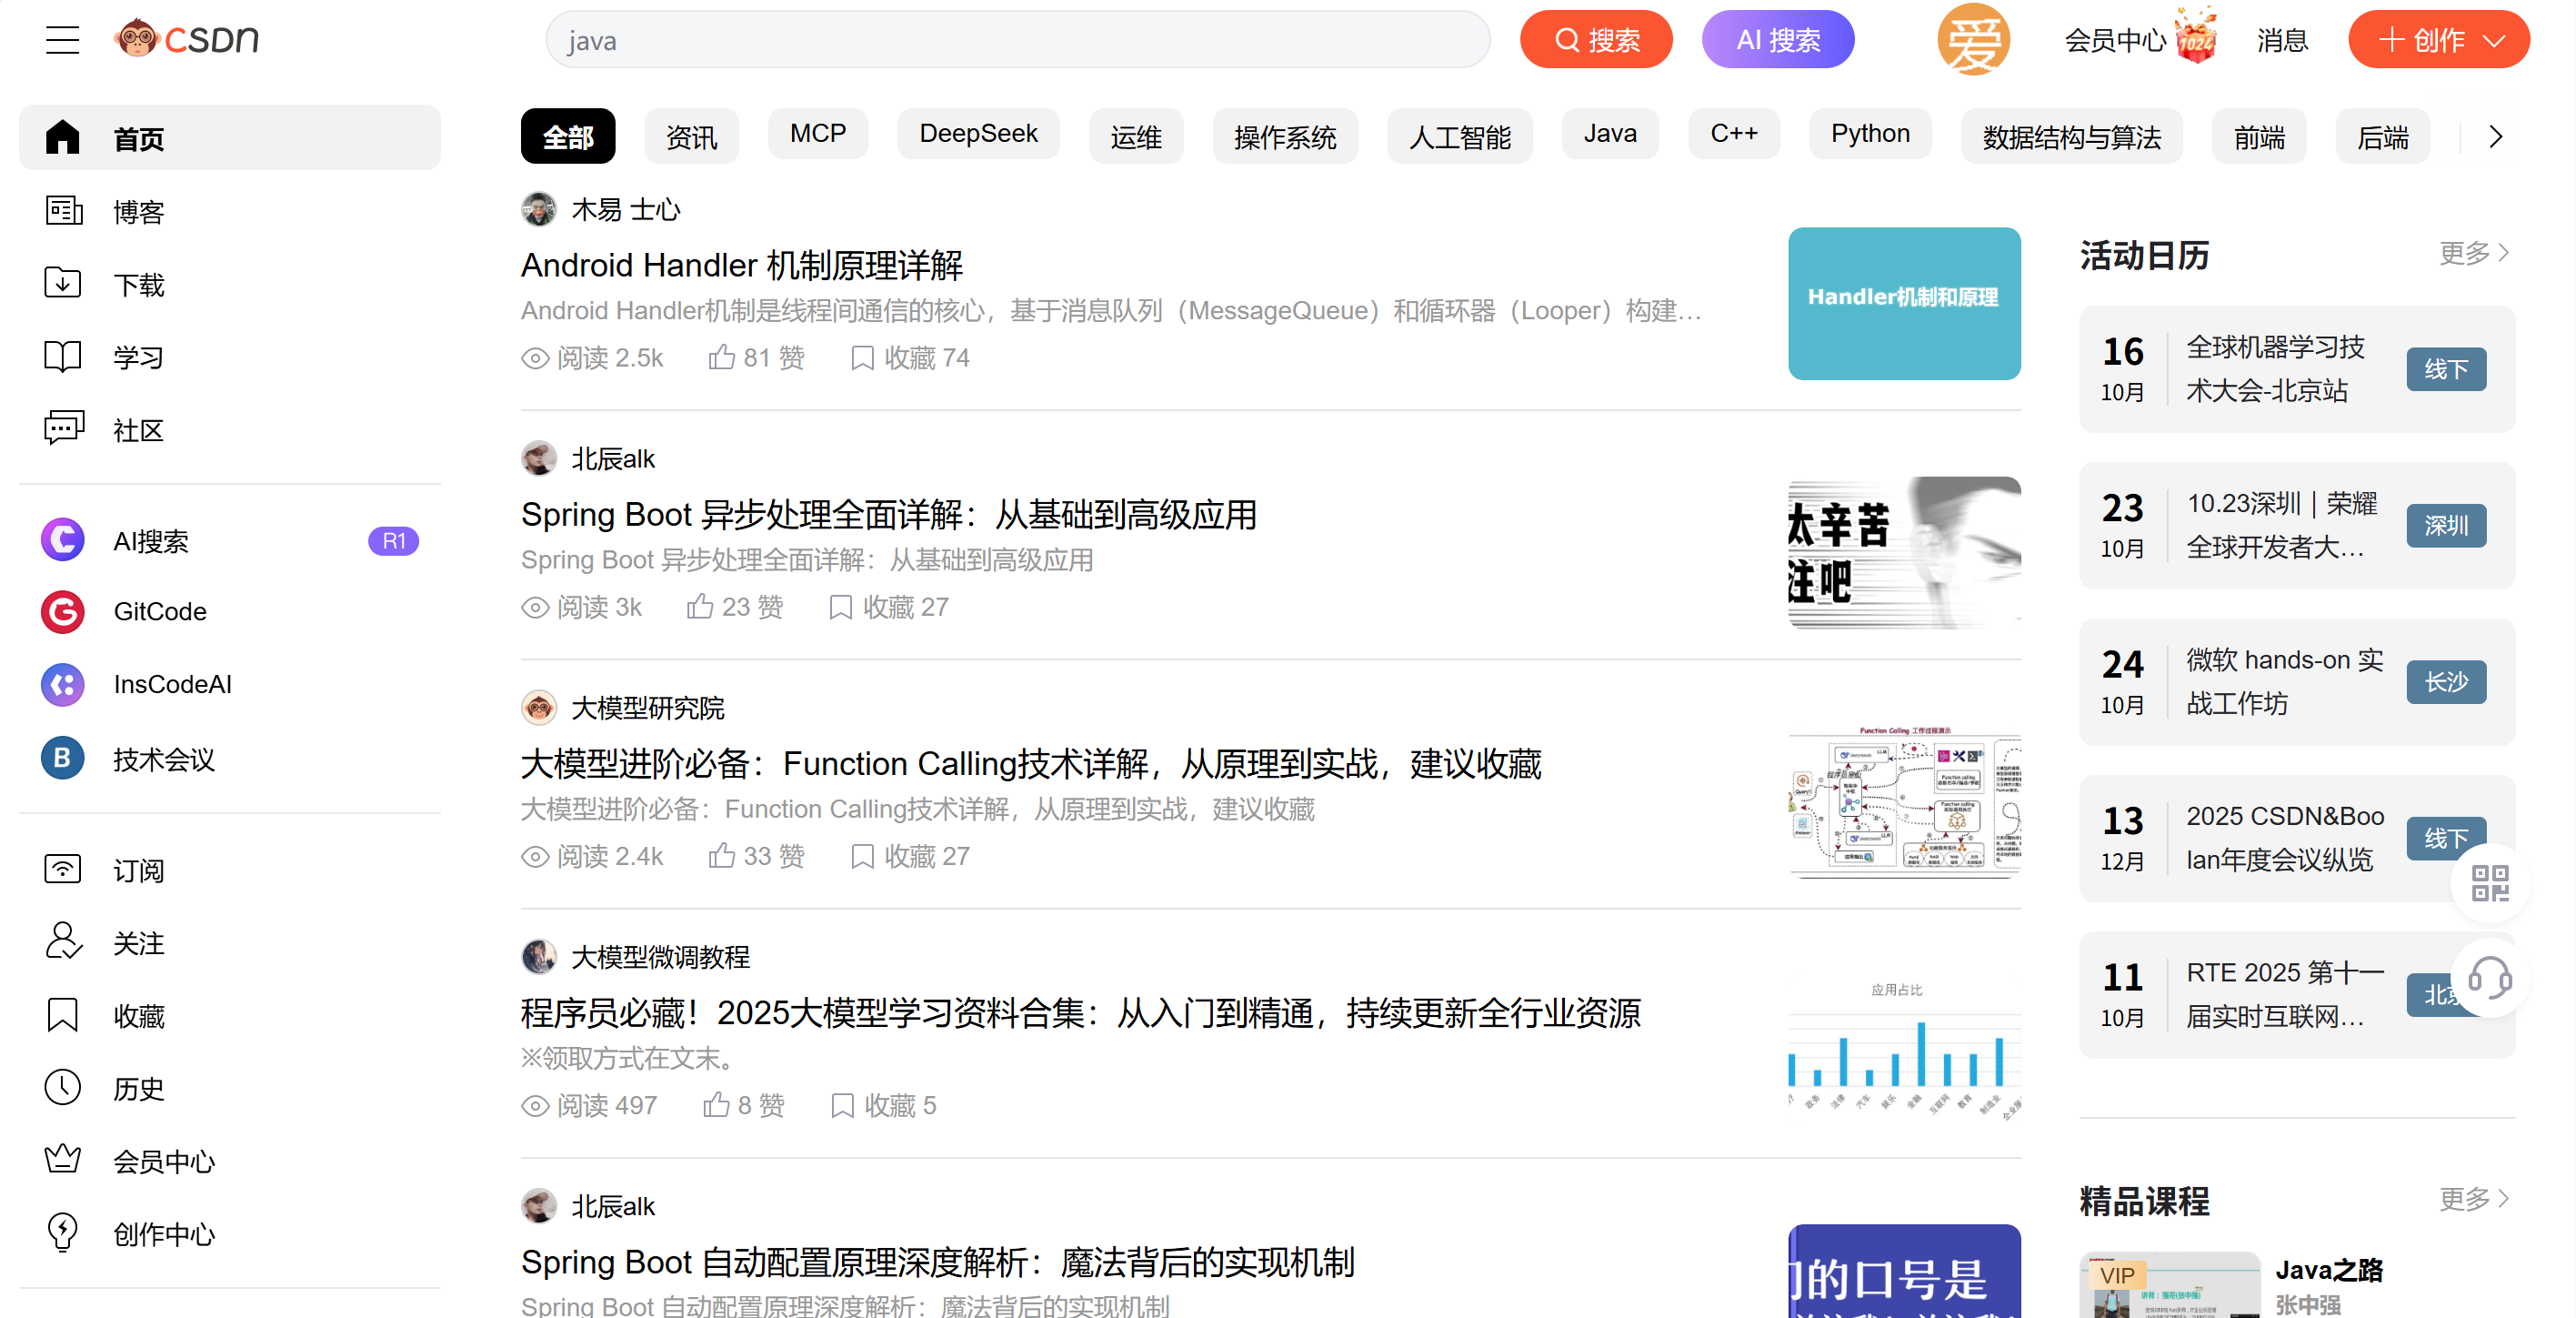 CSDN
java
搜索
AI 搜索
爱
会员中心
1024
消息
创作
首页
博客
下载
学习
社区
AI搜索
R1
GitCode
InsCodeAI
技术会议
订阅
关注
收藏
历史
会员中心
创作中心
全部
资讯
MCP
DeepSeek
运维
操作系统
人工智能
Java
C++
Python
数据结构与算法
前端
后端
木易 士心
Android Handler 机制原理详解
Android Handler机制是线程间通信的核心，基于消息队列（MessageQueue）和循环器（Looper）构建...
阅读 2.5k
81 赞
收藏 74
Handler机制和原理
北辰alk
Spring Boot 异步处理全面详解：从基础到高级应用
Spring Boot 异步处理全面详解：从基础到高级应用
阅读 3k
23 赞
收藏 27
太辛苦
注吧
大模型研究院
大模型进阶必备：Function Calling技术详解，从原理到实战，建议收藏
大模型进阶必备：Function Calling技术详解，从原理到实战，建议收藏
阅读 2.4k
33 赞
收藏 27
Function Calling 工作过程演示
大模型微调教程
程序员必藏！2025大模型学习资料合集：从入门到精通，持续更新全行业资源
※领取方式在文末。
阅读 497
8 赞
收藏 5
应用占比
政务
法律
汽车
娱乐
金融
互联网
教育
制造业
北辰alk
Spring Boot 自动配置原理深度解析：魔法背后的实现机制
Spring Boot 自动配置原理深度解析：魔法背后的实现机制
们的口号是
活动日历
更多
16
10月
全球机器学习技
术大会-北京站
线下
23
10月
10.23深圳｜荣耀
全球开发者大...
深圳
24
10月
微软 hands-on 实
战工作坊
长沙
13
12月
2025 CSDN&Boo
lan年度会议纵览
线下
11
10月
RTE 2025 第十一
届实时互联网...
北京
精品课程
更多
VIP
Java之路
张中强